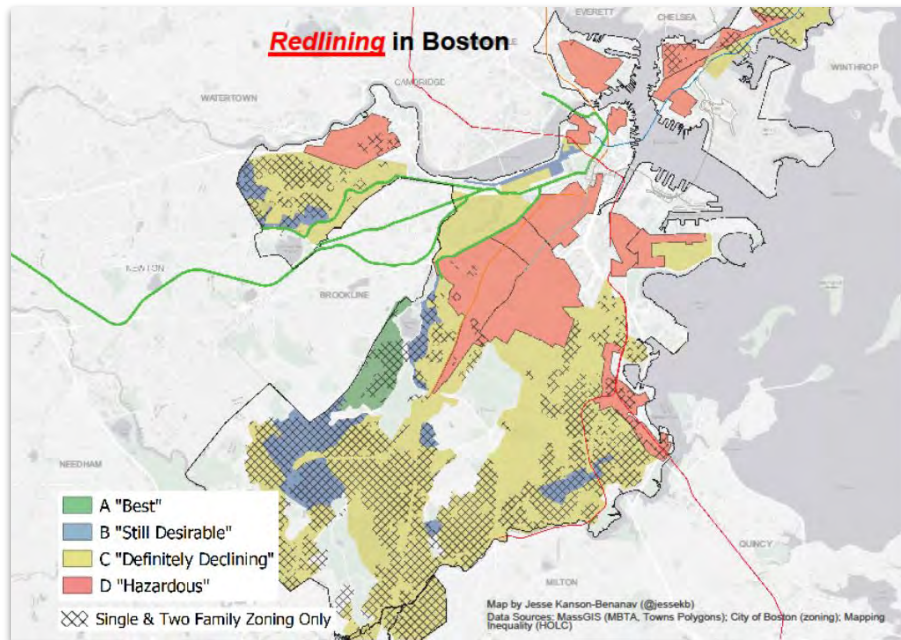 Redlining in Boston
EVERETT
CHELSEA
WINTHROP
CAMBRIDGE
WATERTOWN
NEWTON
BROOKLINE
NEEDHAM
A "Best"
B "Still Desirable"
C "Definitely Declining"
D "Hazardous"
Single & Two Family Zoning Only
QUINCY
MILTON
Map by Jesse Kanson-Benanav (@jessekb)
Data Sources: MassGIS (MBTA, Towns Polygons); City of Boston (zoning); Mapping
Inequality (HOLC)